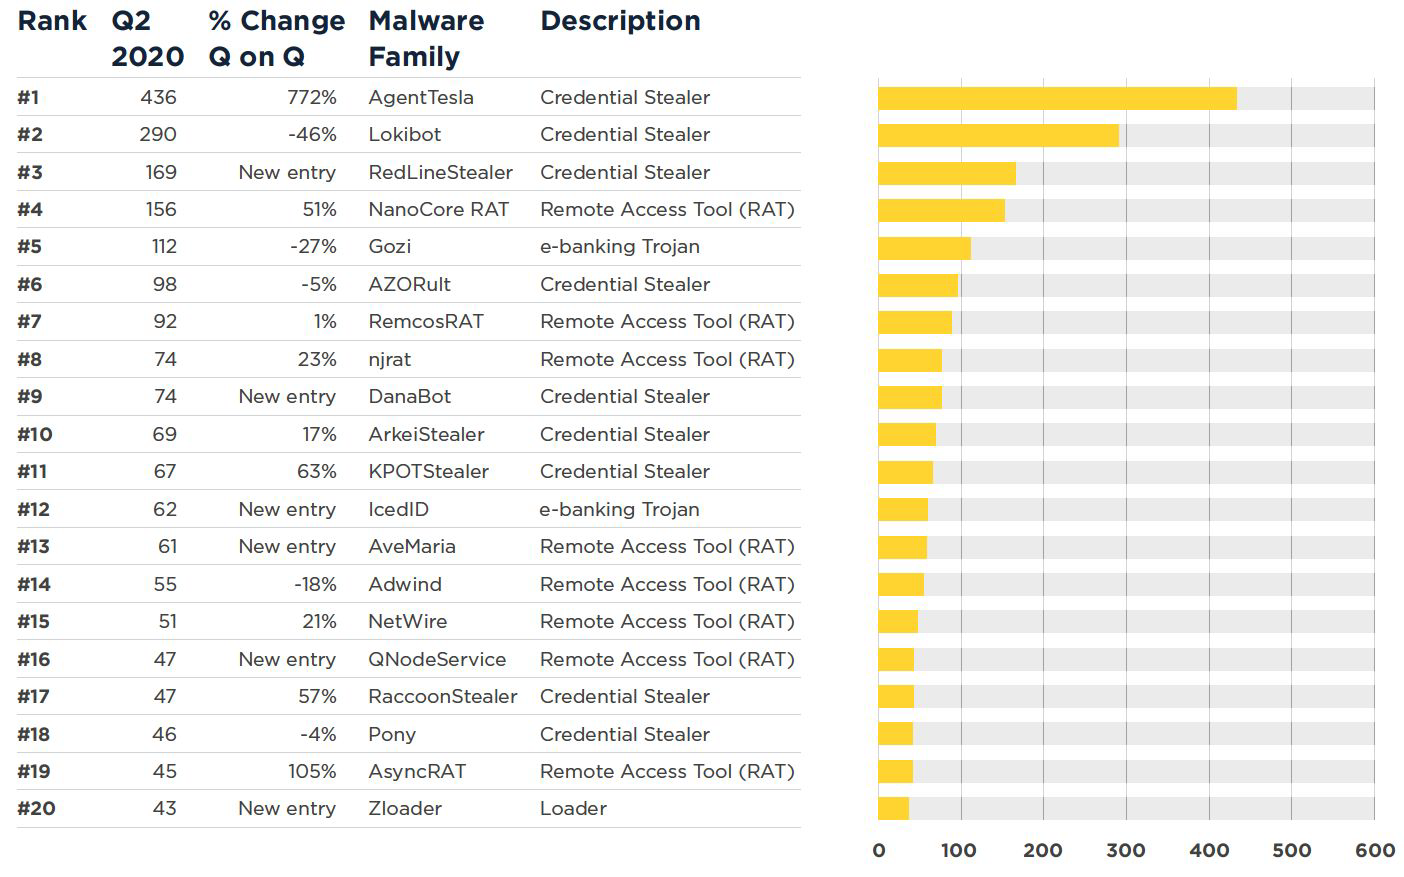 Rank Q2 2020 % Change Q on Q Malware Family Description
#1 436 772% AgentTesla Credential Stealer
#2 290 -46% Lokibot Credential Stealer
#3 169 New entry RedLineStealer Credential Stealer
#4 156 51% NanoCore RAT Remote Access Tool (RAT)
#5 112 -27% Gozi e-banking Trojan
#6 98 -5% AZORult Credential Stealer
#7 92 1% RemcosRAT Remote Access Tool (RAT)
#8 74 23% njrat Remote Access Tool (RAT)
#9 74 New entry DanaBot Credential Stealer
#10 69 17% ArkeiStealer Credential Stealer
#11 67 63% KPOTStealer Credential Stealer
#12 62 New entry IcedID e-banking Trojan
#13 61 New entry AveMaria Remote Access Tool (RAT)
#14 55 -18% Adwind Remote Access Tool (RAT)
#15 51 21% NetWire Remote Access Tool (RAT)
#16 47 New entry QNodeService Remote Access Tool (RAT)
#17 47 57% RaccoonStealer Credential Stealer
#18 46 -4% Pony Credential Stealer
#19 45 105% AsyncRAT Remote Access Tool (RAT)
#20 43 New entry Zloader Loader
0 100 200 300 400 500 600